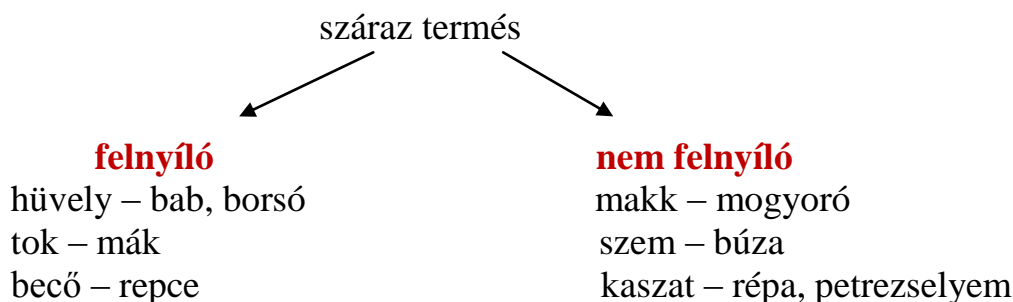 száraz termés
felnyíló
hüvely – bab, borsó
tok – mák
becő – repce
nem felnyíló
makk – mogyoró
szem – búza
kaszat – répa, petrezselyem